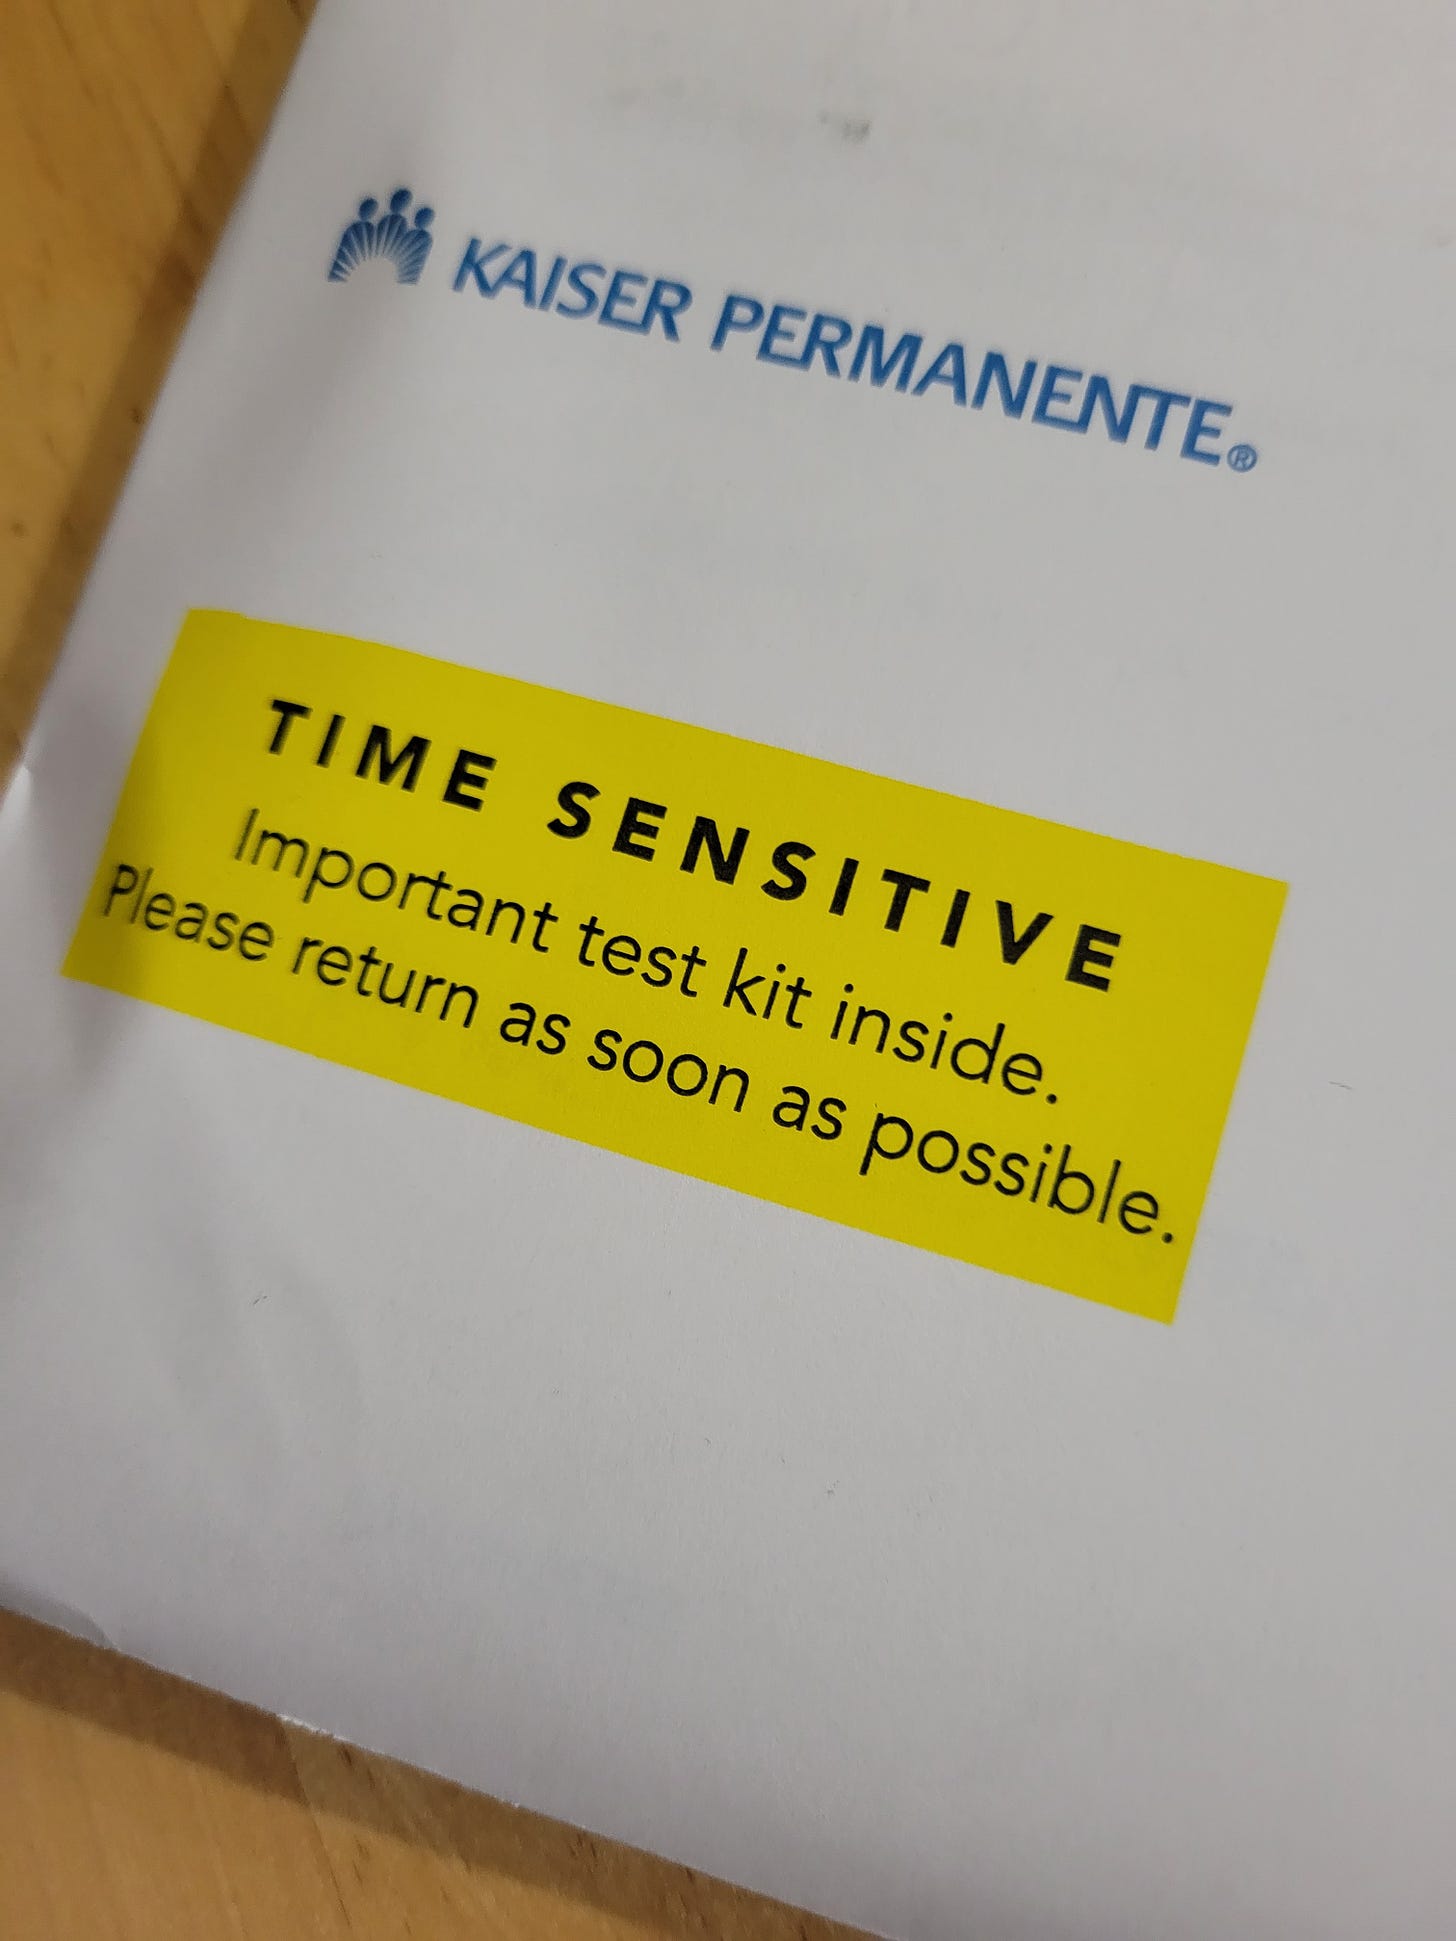 KAISER PERMANENTE®
TIME SENSITIVE
Important test kit inside.
Please return as soon as possible.